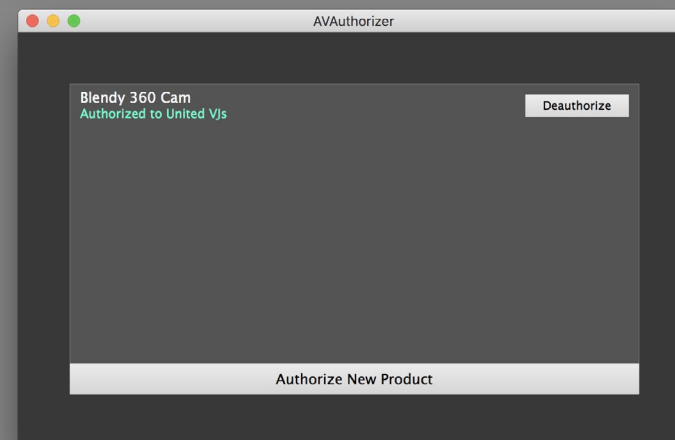 AVAuthorizer
Blendy 360 Cam
Deauthorize
Authorized to United VJs
Authorize New Product